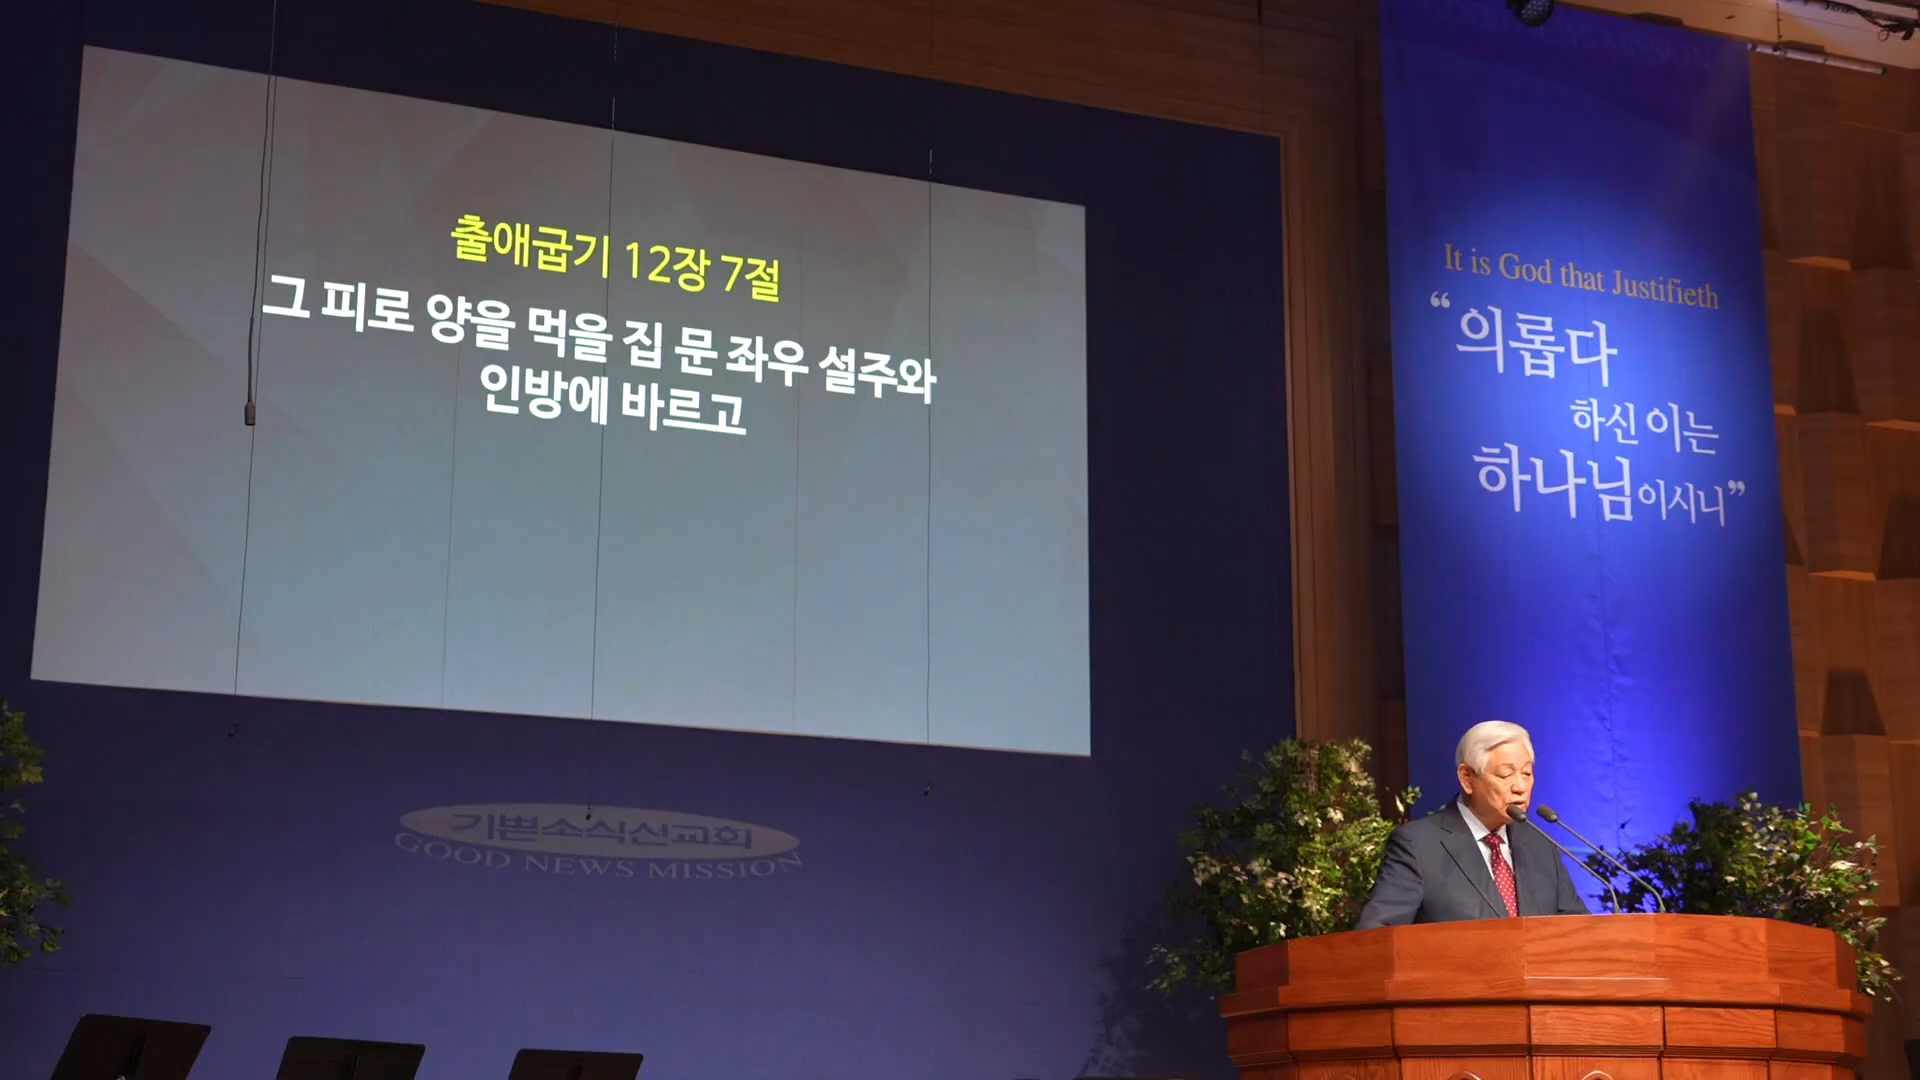 출애굽기 12장 7절
그 피로 양을 먹을 집 문 좌우 설주와
인방에 바르고
It is God that Justifieth
“의롭다
하신 이는
하나님이시니”
기쁜소식선교회
GOOD NEWS MISSION